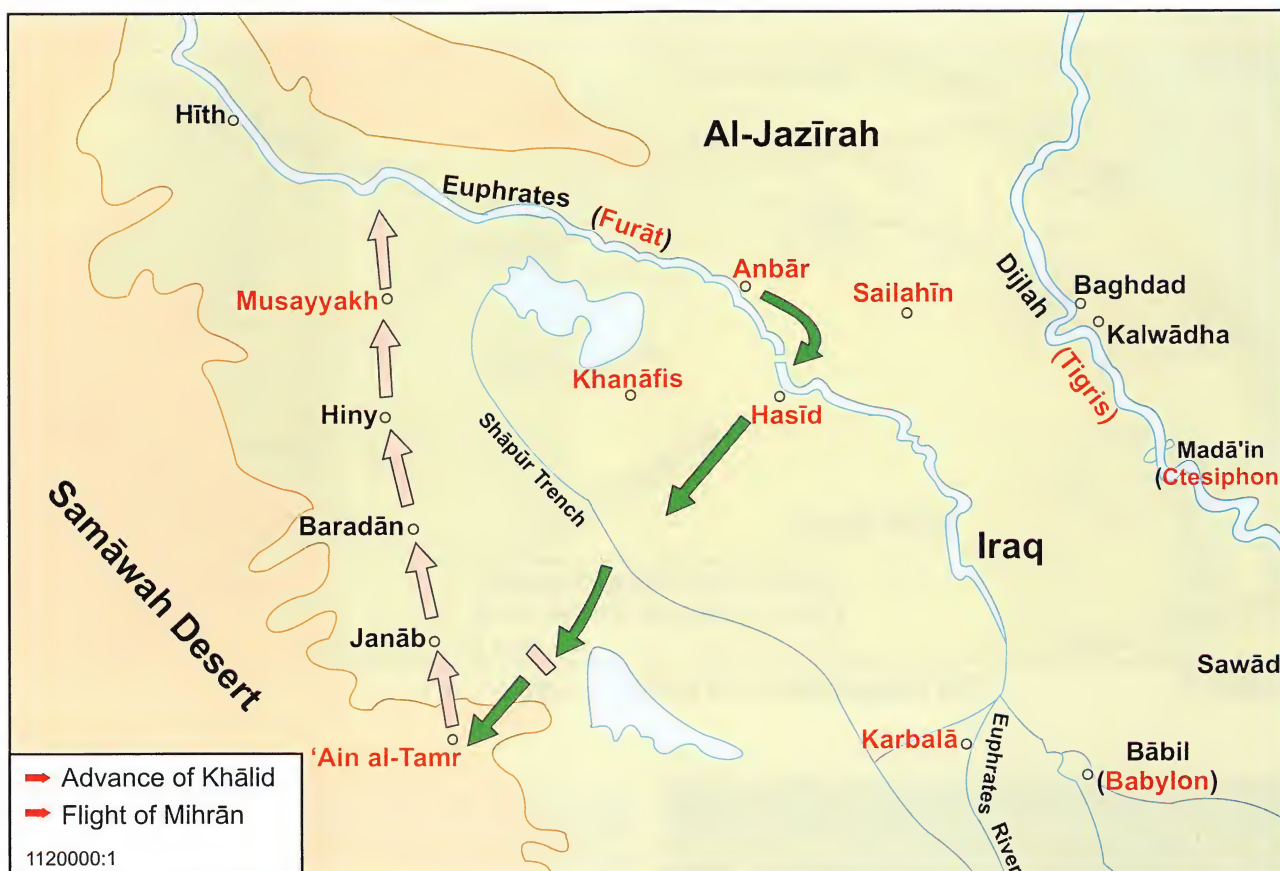 Al-Jazīrah
Hīth
Euphrates
(Furāt)
Anbār
Sailahīn
Dijlah
(Tigris)
Baghdad
Kalwādha
Musayyakh
Khanāfis
Hasīd
Hiny
Shāpūr Trench
Madā'in
(Ctesiphon
Samāwah Desert
Baradān
Iraq
Janāb
Sawād
'Ain al-Tamr
Karbalā
Euphrates River
Bābil
(Babylon)
Advance of Khālid
Flight of Mihrān
1120000:1